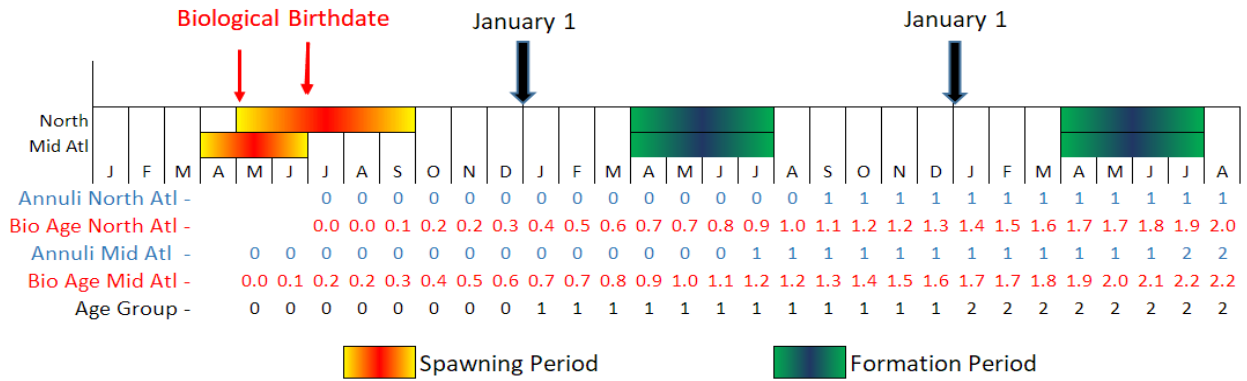 Biological Birthdate
January 1
January 1
North
Mid Atl
J F M A M J J A S O N D J F M A M J J A S O N D J F M A M J J A
Annuli North Atl - 0 0 0 0 0 0 0 0 0 0 0 0 0 0 1 1 1 1 1 1 1 1 1 1 1 1
Bio Age North Atl - 0.0 0.0 0.1 0.2 0.2 0.3 0.4 0.5 0.6 0.7 0.7 0.8 0.9 1.0 1.1 1.2 1.2 1.3 1.4 1.5 1.6 1.7 1.7 1.8 1.9 2.0
Annuli Mid Atl - 0 0 0 0 0 0 0 0 0 0 0 0 0 0 1 1 1 1 1 1 1 1 1 1 1 1 2 2
Bio Age Mid Atl - 0.0 0.1 0.2 0.2 0.3 0.4 0.5 0.6 0.7 0.7 0.8 0.9 1.0 1.1 1.2 1.2 1.3 1.4 1.5 1.6 1.7 1.7 1.8 1.9 2.0 2.1 2.2 2.2
Age Group - 0 0 0 0 0 0 0 0 1 1 1 1 1 1 1 1 1 1 1 1 2 2 2 2 2 2 2 2
Spawning Period
Formation Period